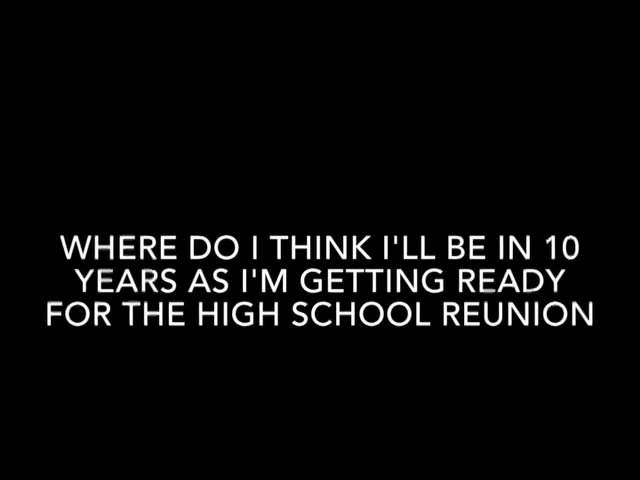 WHERE DO I THINK I'LL BE IN 10
YEARS AS I'M GETTING READY
FOR THE HIGH SCHOOL REUNION